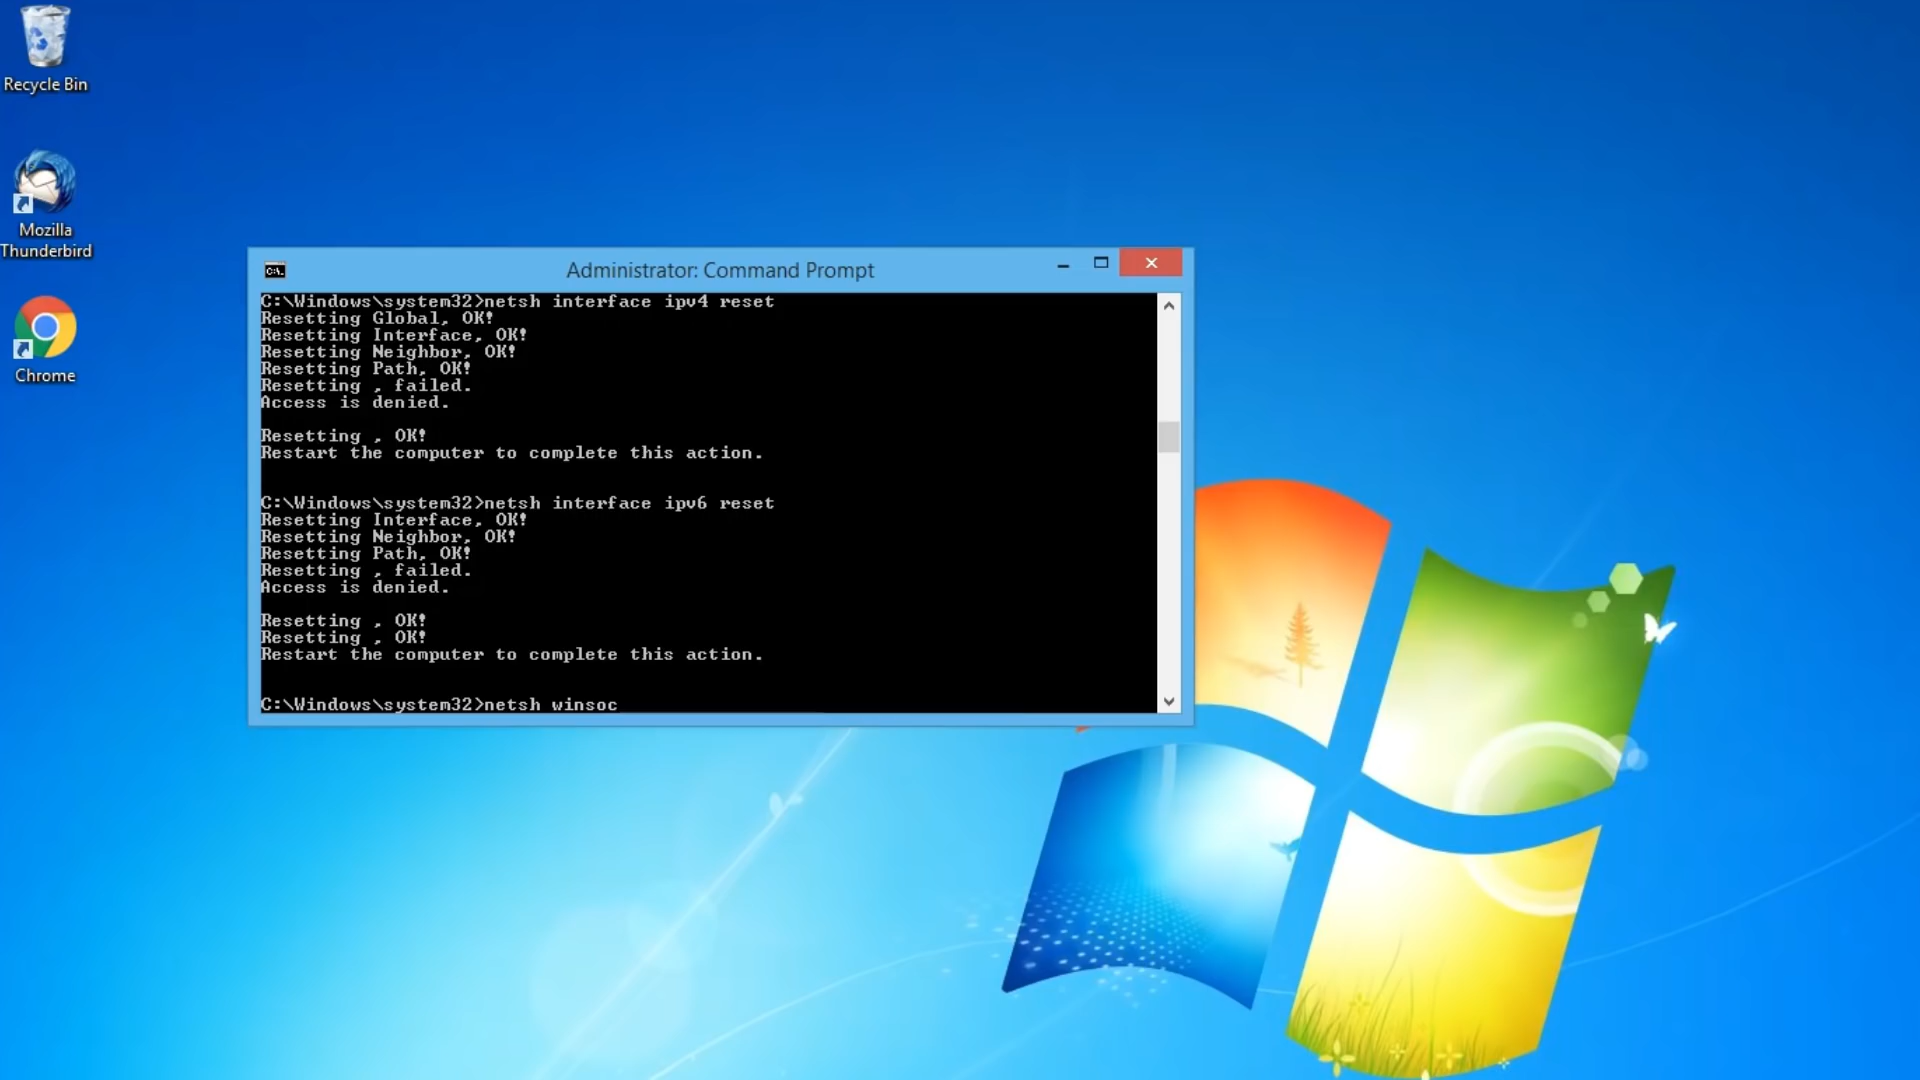 Recycle Bin
Mozilla
Thunderbird
Chrome
Administrator: Command Prompt
C:\Windows\system32>netsh interface ipv4 reset
Resetting Global, OK!
Resetting Interface, OK!
Resetting Neighbor, OK!
Resetting Path, OK!
Resetting , failed.
Access is denied.
Resetting , OK!
Restart the computer to complete this action.
C:\Windows\system32>netsh interface ipv6 reset
Resetting Interface, OK!
Resetting Neighbor, OK!
Resetting Path, OK!
Resetting , failed.
Access is denied.
Resetting , OK!
Resetting , OK!
Restart the computer to complete this action.
C:\Windows\system32>netsh winsoc